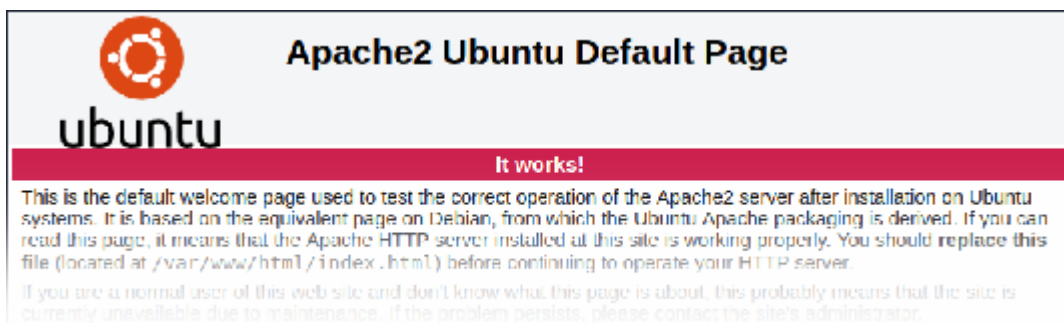 Apache2 Ubuntu Default Page
ubuntu
It works!
This is the default welcome page used to test the correct operation of the Apache2 server after installation on Ubuntu
systems. It is based on the equivalent page on Debian, from which the Ubuntu Apache packaging is derived. If you can
read this page, it means that the Apache HTTP server installed at this site is working properly. You should replace this
file (located at /var/www/html/index.html) before continuing to operate your HTTP server.
If you are a normal user of this web site and don't know what this page is about, this probably means that the site is
currently unavailable due to maintenance. If the problem persists, please contact the site's administrator.